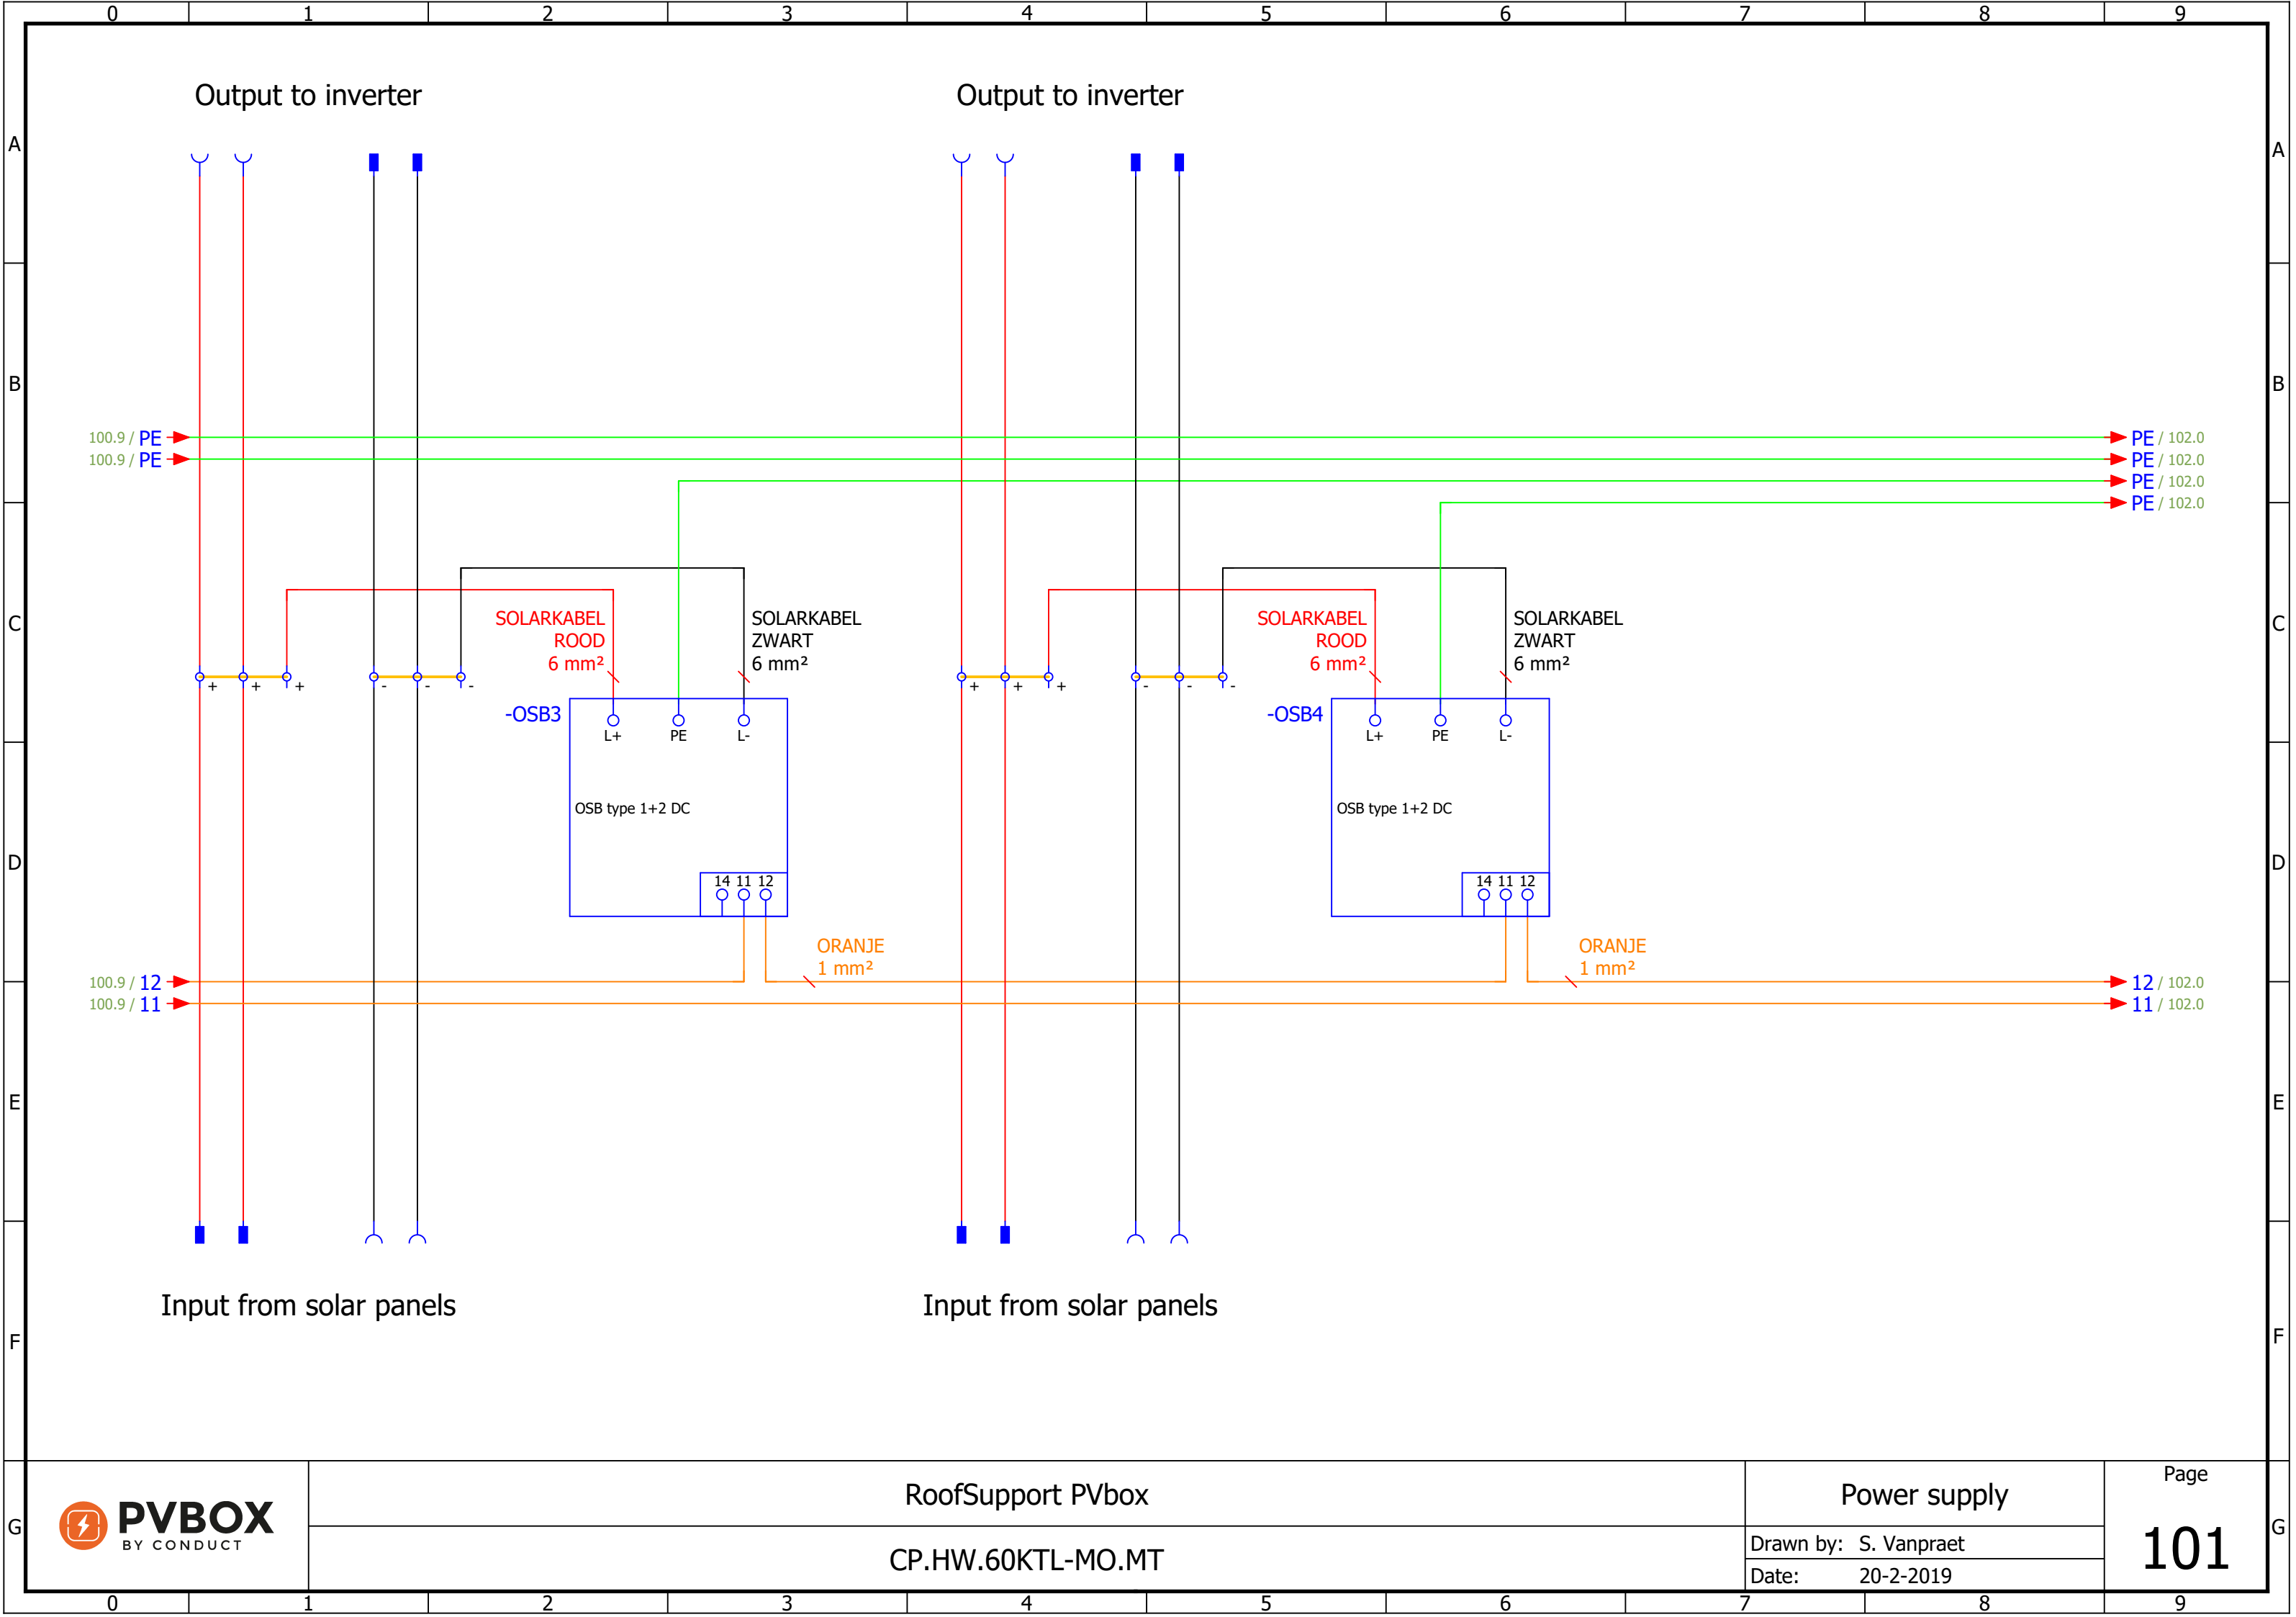 0 1 2 3 4 5 6 7 8 9
Output to inverter Output to inverter
A A
B B
100.9 / PE PE / 102.0
100.9 / PE PE / 102.0
PE / 102.0
PE / 102.0
C C
SOLARKABEL SOLARKABEL SOLARKABEL SOLARKABEL
ROOD ZWART ROOD ZWART
6 mm² 6 mm² 6 mm² 6 mm²
+ + + - - - + + + - - -
-OSB3 -OSB4
L+ PE L- L+ PE L-
OSB type 1+2 DC OSB type 1+2 DC
D D
14 11 12 14 11 12
ORANJE ORANJE
1 mm² 1 mm²
100.9 / 12 12 / 102.0
100.9 / 11 11 / 102.0
E E
Input from solar panels Input from solar panels
F F
G G
PVBOX
BY CONDUCT
RoofSupport PVbox
CP.HW.60KTL-MO.MT
Power supply
Drawn by: S. Vanpraet
Date: 20-2-2019
Page
101
0 1 2 3 4 5 6 7 8 9